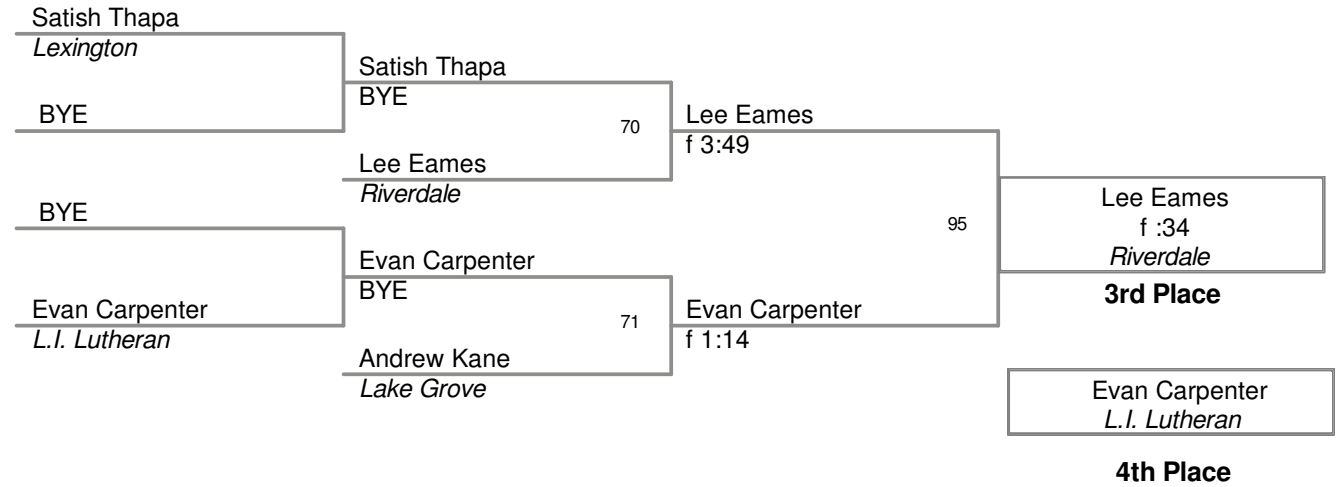 Satish Thapa
Lexington
Satish Thapa
BYE
BYE
70
Lee Eames
f 3:49
Lee Eames
Riverdale
BYE
95
Lee Eames
f :34
Riverdale
3rd Place
Evan Carpenter
BYE
Evan Carpenter
L.I. Lutheran
71
Evan Carpenter
f 1:14
Andrew Kane
Lake Grove
Evan Carpenter
L.I. Lutheran
4th Place